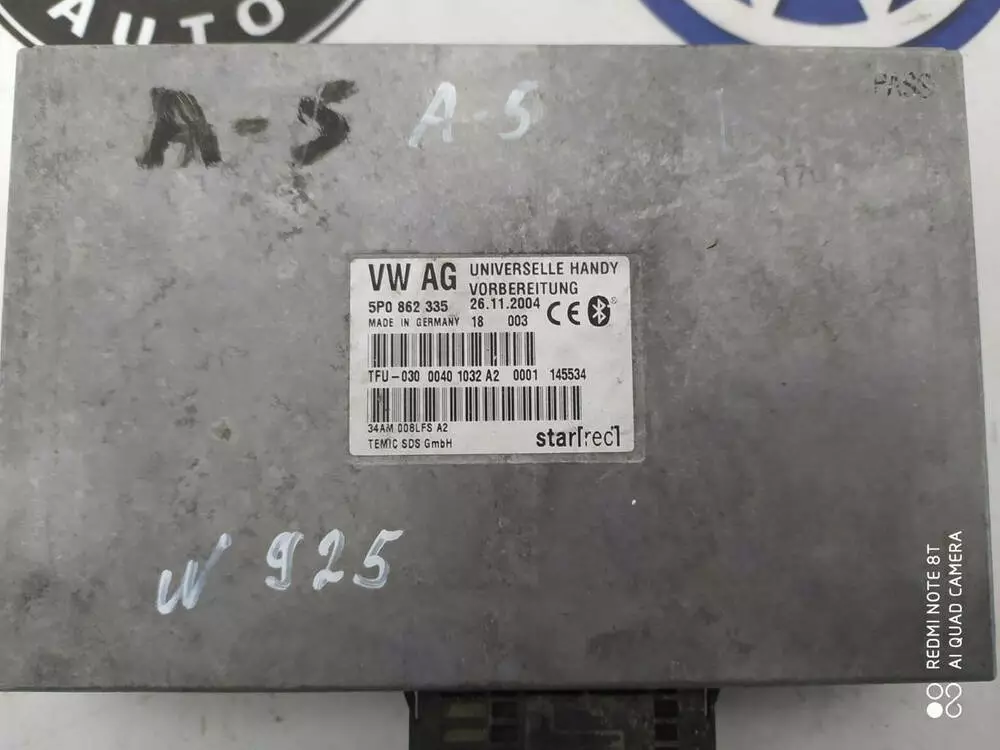 AUTO
PASS
A-5 A-5
VW AG UNIVERSELLE HANDY
VORBEREITUNG
5P0 862 335 26.11.2004 CE
MADE IN GERMANY 18 003
TFU-030 0040 1032 A2 0001 145534
34AM 008LFS A2
TEMIC SDS GmbH star[rec]
N 925
REDMI NOTE 8T
AI QUAD CAMERA